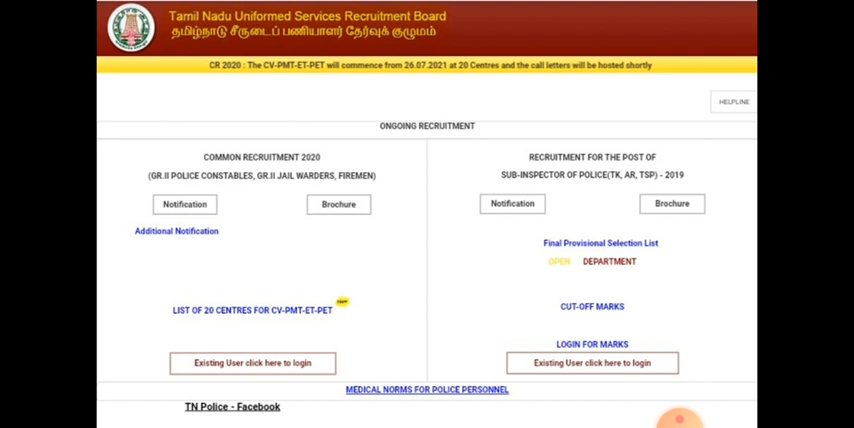 Tamil Nadu Uniformed Services Recruitment Board
தமிழ்நாடு சீருடைப் பணியாளர் தேர்வுக் குழுமம்
CR 2020 : The CV-PMT-ET-PET will commence from 26.07.2021 at 20 Centres and the call letters will be hosted shortly
HELPLINE
ONGOING RECRUITMENT
COMMON RECRUITMENT 2020
(GR.II POLICE CONSTABLES, GR.II JAIL WARDERS, FIREMEN)
Notification Brochure
Additional Notification
LIST OF 20 CENTRES FOR CV-PMT-ET-PET
Existing User click here to login
RECRUITMENT FOR THE POST OF
SUB-INSPECTOR OF POLICE(TK, AR, TSP) - 2019
Notification Brochure
Final Provisional Selection List
OPEN DEPARTMENT
CUT-OFF MARKS
LOGIN FOR MARKS
Existing User click here to login
MEDICAL NORMS FOR POLICE PERSONNEL
TN Police - Facebook